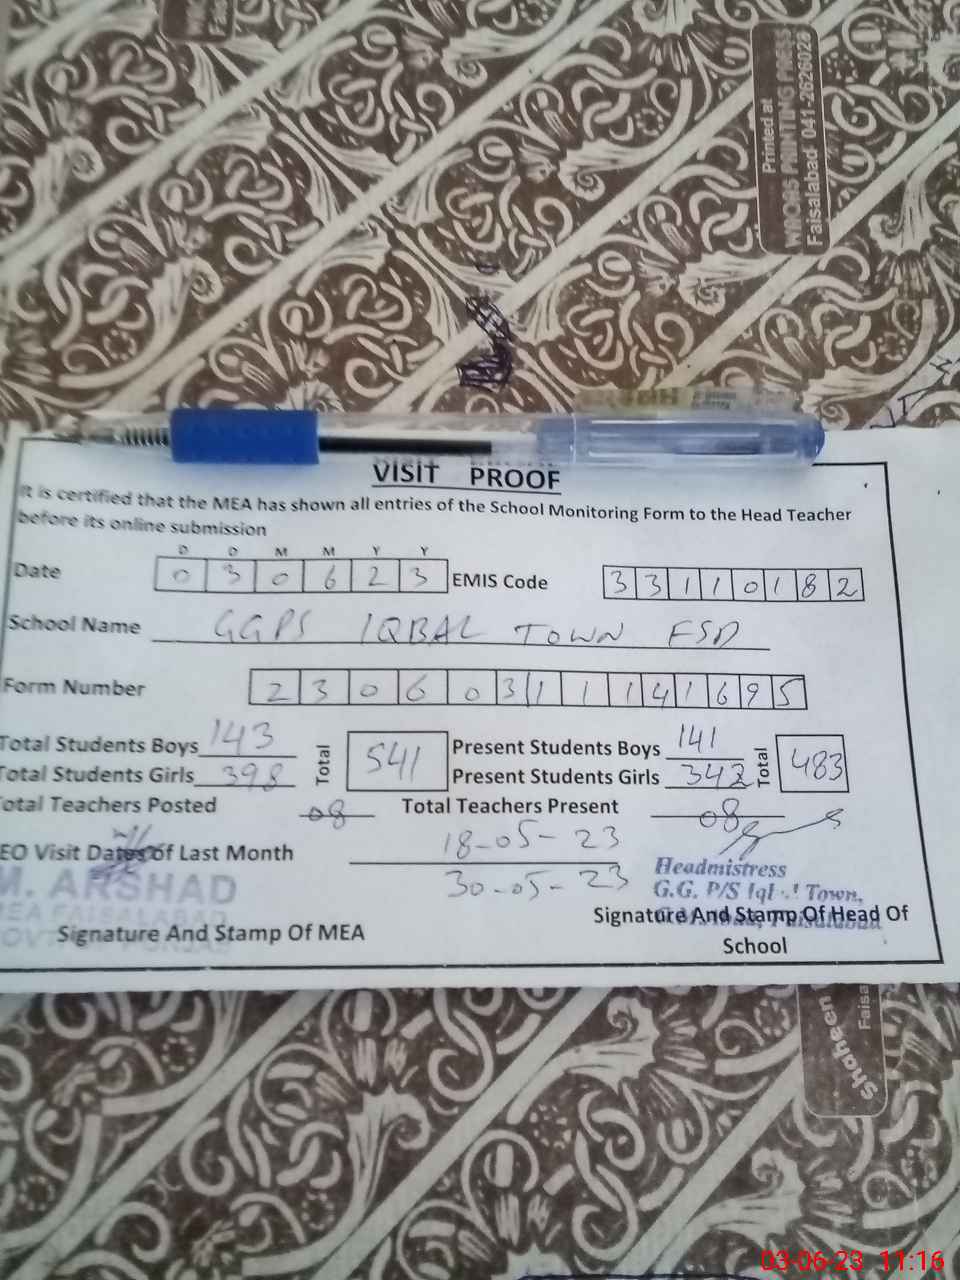 Printed at
WAQAS PRINTING PRESS
Faisalabad 041-2626028
VISIT PROOF
It is certified that the MEA has shown all entries of the School Monitoring Form to the Head Teacher
before its online submission
D D M M Y Y
Date 0 3 0 6 2 3 EMIS Code 3 3 1 1 0 1 8 2
School Name GGPS IQBAL TOWN FSD
Form Number 2 3 0 6 0 3 1 1 1 4 1 6 9 5
Total Students Boys 143 Total 541 Present Students Boys 141 Total 483
Total Students Girls 398 Present Students Girls 342
Total Teachers Posted 08 Total Teachers Present 08
EO Visit Dates of Last Month 18-05-23
30-05-23
M. ARSHAD
MEA FAISALABAD
Headmistress
G.G. P/S Town,
Signature And Stamp Of MEA
Signature And Stamp Of Head Of
School
Shaheen
Faisa
03-06-23 11:16